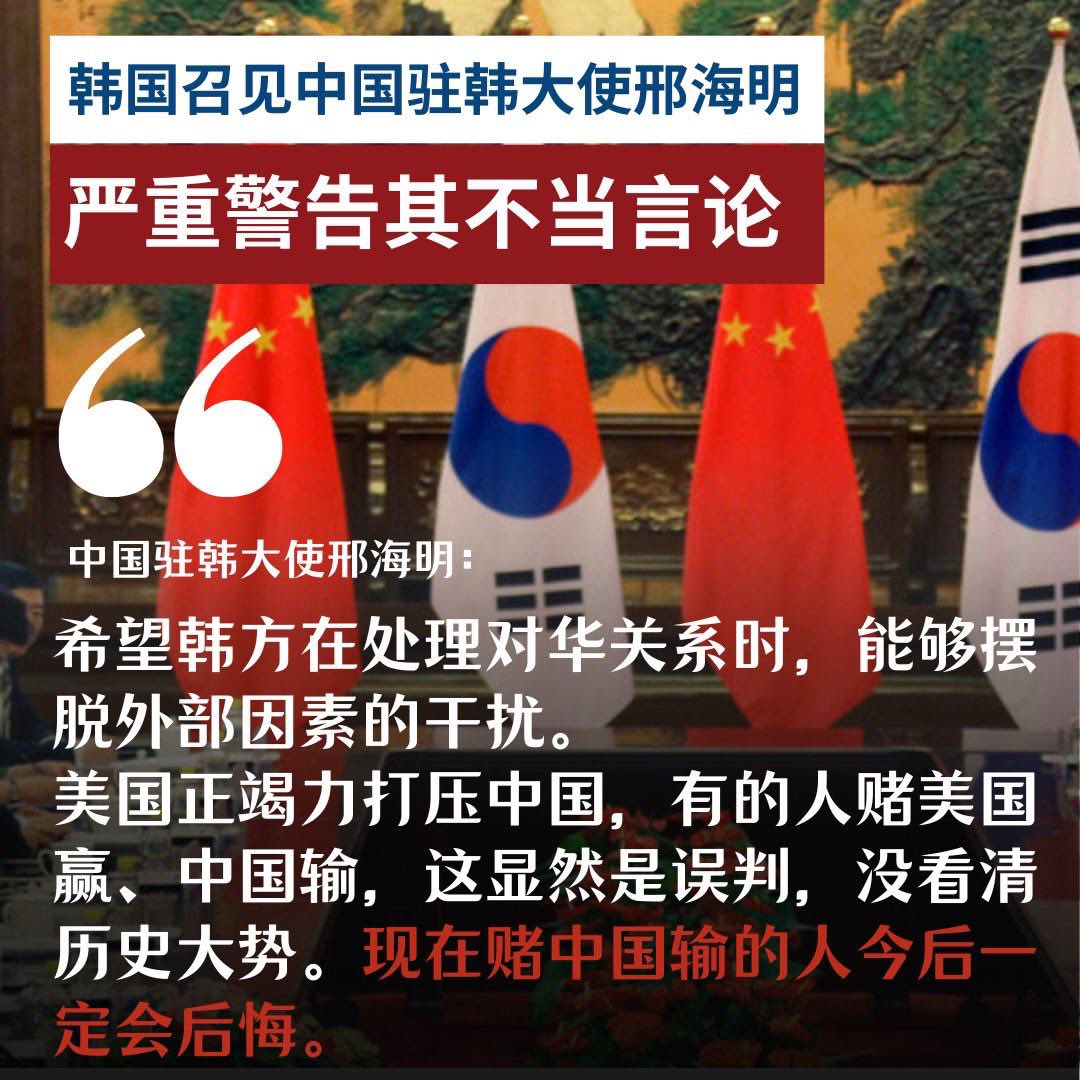 韩国召见中国驻韩大使邢海明
严重警告其不当言论
“
中国驻韩大使邢海明：
希望韩方在处理对华关系时，能够摆
脱外部因素的干扰。
美国正竭力打压中国，有的人赌美国
赢、中国输，这显然是误判，没看清
历史大势。现在赌中国输的人今后一
定会后悔。